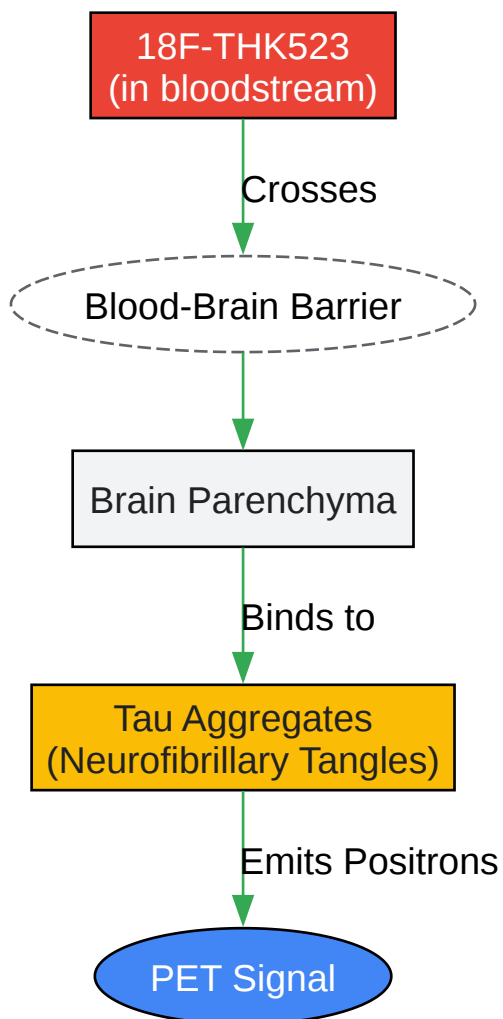 18F-THK523
(in bloodstream)
Crosses
Blood-Brain Barrier
Brain Parenchyma
Binds to
Tau Aggregates
(Neurofibrillary Tangles)
Emits Positrons
PET Signal